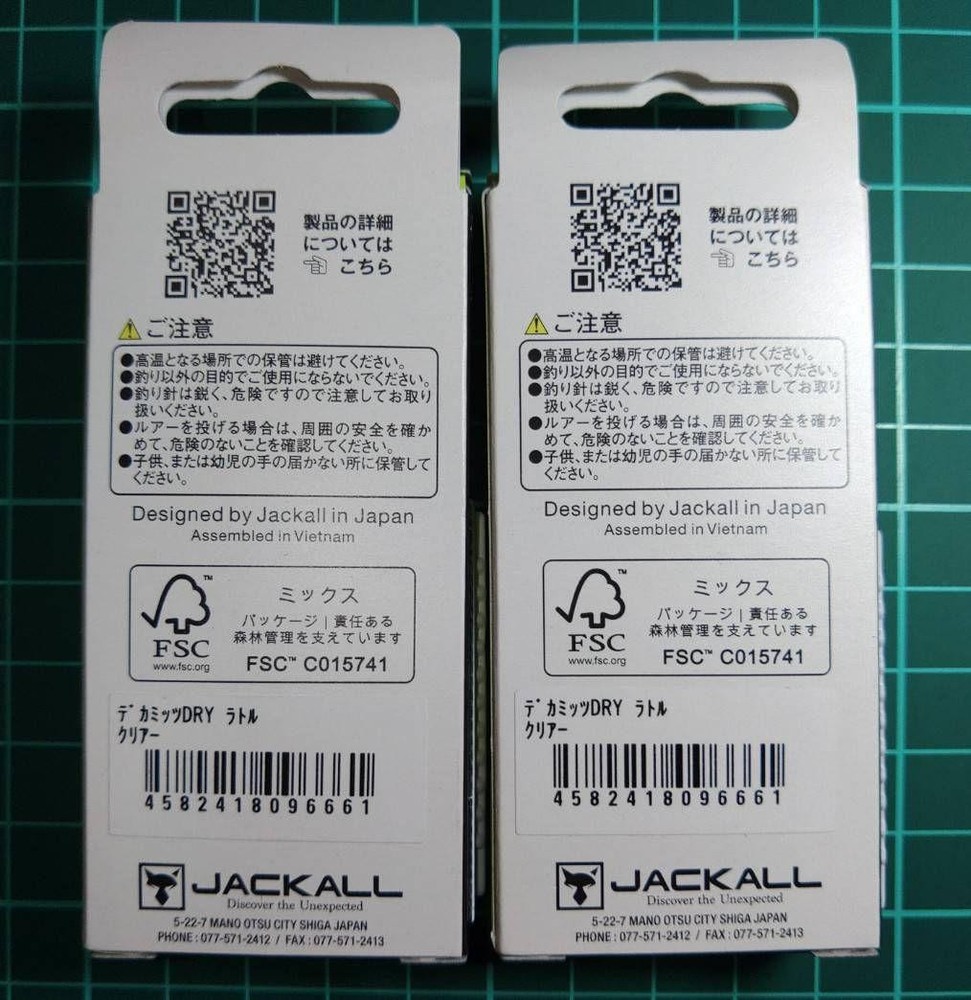 製品の詳細
については
☜ こちら
⚠ ご注意
●高温となる場所での保管は避けてください。
●釣り以外の目的でご使用にならないでください。
●釣り針は鋭く、危険ですので注意してお取り
扱いください。
●ルアーを投げる場合は、周囲の安全を確か
めて、危険のないことを確認してください。
●子供、または幼児の手の届かない所に保管して
ください。
Designed by Jackall in Japan
Assembled in Vietnam
FSC
www.fsc.org
ミックス
パッケージ | 責任ある
森林管理を支えています
FSC™ C015741
ﾃﾞｶﾐｯﾂDRY ﾗﾄﾙ
ｸﾘｱｰ
4582418096661
JACKALL
Discover the Unexpected
5-22-7 MANO OTSU CITY SHIGA JAPAN
PHONE : 077-571-2412 / FAX : 077-571-2413
製品の詳細
については
☜ こちら
⚠ ご注意
●高温となる場所での保管は避けてください。
●釣り以外の目的でご使用にならないでください。
●釣り針は鋭く、危険ですので注意してお取り
扱いください。
●ルアーを投げる場合は、周囲の安全を確か
めて、危険のないことを確認してください。
●子供、または幼児の手の届かない所に保管して
ください。
Designed by Jackall in Japan
Assembled in Vietnam
FSC
www.fsc.org
ミックス
パッケージ | 責任ある
森林管理を支えています
FSC™ C015741
ﾃﾞｶﾐｯﾂDRY ﾗﾄﾙ
ｸﾘｱｰ
4582418096661
JACKALL
Discover the Unexpected
5-22-7 MANO OTSU CITY SHIGA JAPAN
PHONE : 077-571-2412 / FAX : 077-571-2413